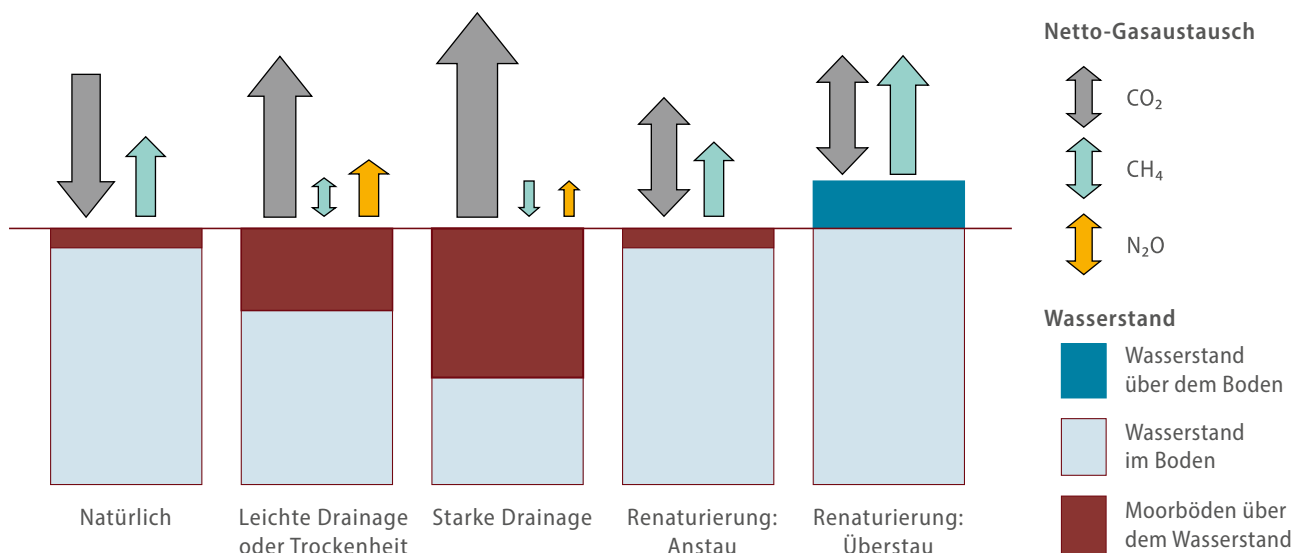 Netto-Gasaustausch
CO₂
CH₄
N₂O
Wasserstand
Wasserstand
über dem Boden
Wasserstand
im Boden
Moorböden über
dem Wasserstand
Natürlich
Leichte Drainage
oder Trockenheit
Starke Drainage
Renaturierung:
Anstau
Renaturierung:
Überstau